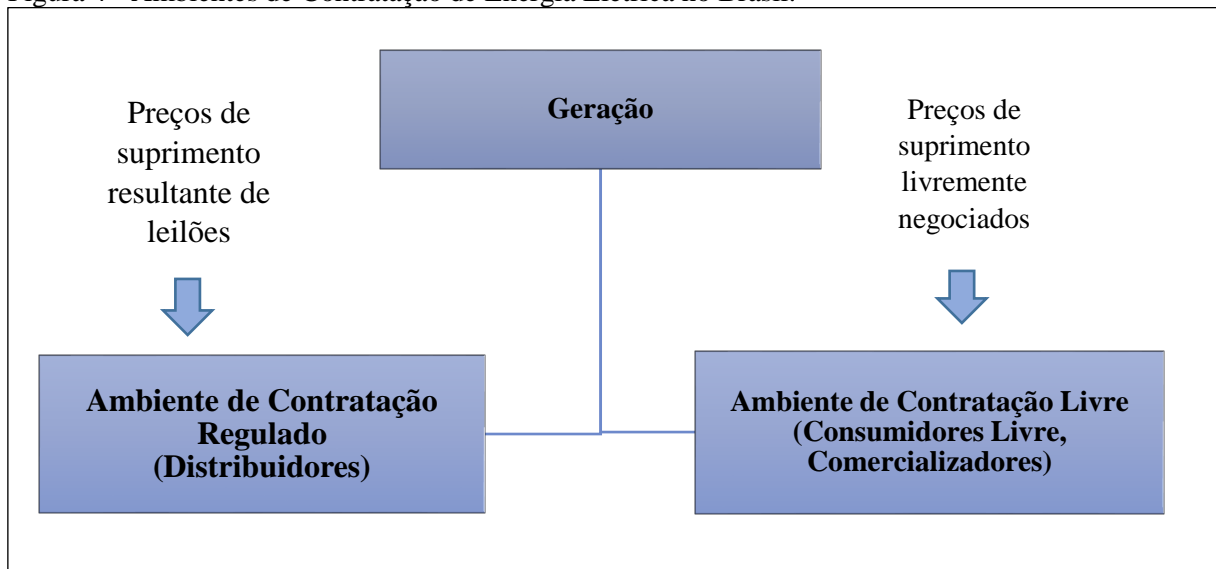 Geração
Preços de
suprimento
resultante de
leilões
Preços de
suprimento
livremente
negociados
Ambiente de Contratação
Regulado
(Distribuidores)
Ambiente de Contratação Livre
(Consumidores Livre,
Comercializadores)